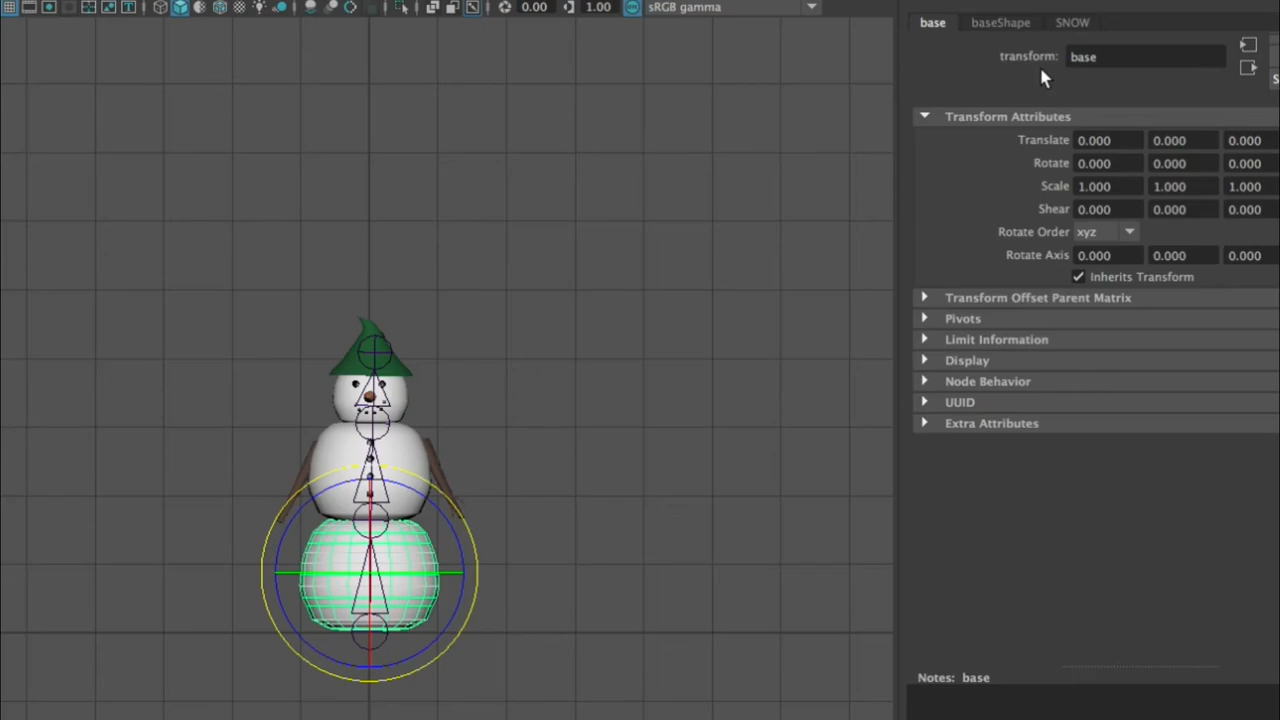 0.00 1.00 sRGB gamma
base baseShape SNOW
transform: base
Transform Attributes
Translate 0.000 0.000 0.000
Rotate 0.000 0.000 0.000
Scale 1.000 1.000 1.000
Shear 0.000 0.000 0.000
Rotate Order xyz
Rotate Axis 0.000 0.000 0.000
Inherits Transform
Transform Offset Parent Matrix
Pivots
Limit Information
Display
Node Behavior
UUID
Extra Attributes
Notes: base